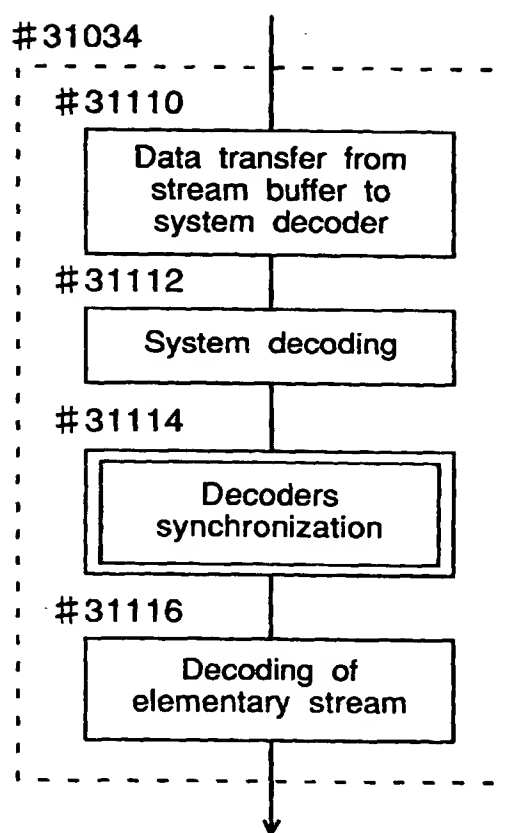 #31034
#31110
Data transfer from
stream buffer to
system decoder
#31112
System decoding
#31114
Decoders
synchronization
#31116
Decoding of
elementary stream